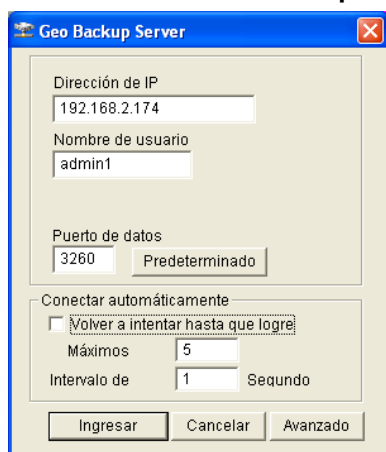 Geo Backup Server
Dirección de IP
192.168.2.174
Nombre de usuario
admin1
Puerto de datos
3260 Predeterminado
Conectar automáticamente
Volver a intentar hasta que logre
Máximos 5
Intervalo de 1 Segundo
Ingresar Cancelar Avanzado